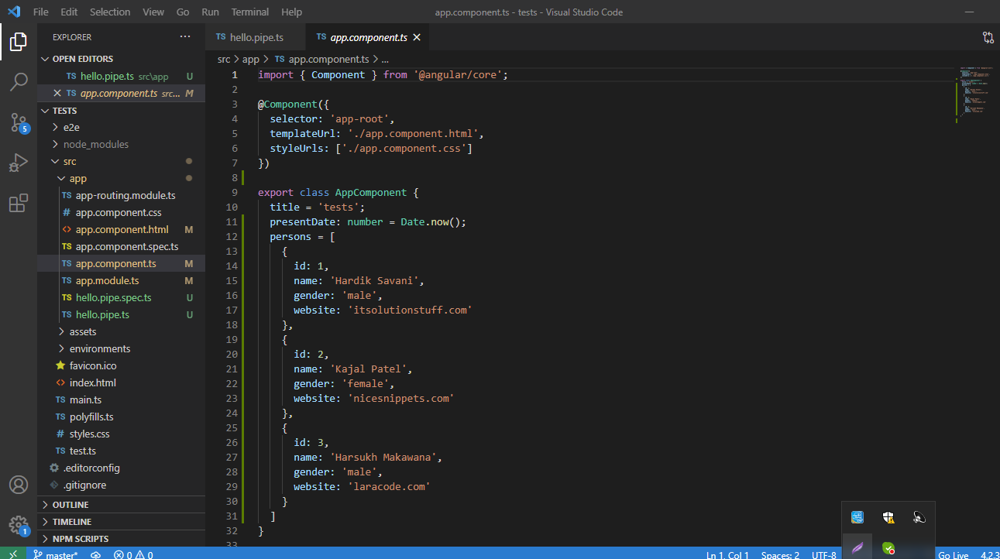 File Edit Selection View Go Run Terminal Help
app.component.ts - tests - Visual Studio Code
EXPLORER
OPEN EDITORS
TS hello.pipe.ts src\app U
TS app.component.ts src... M
TESTS
e2e
node_modules
src
app
TS app-routing.module.ts
# app.component.css
<> app.component.html M
TS app.component.spec.ts
TS app.component.ts M
TS app.module.ts M
TS hello.pipe.spec.ts U
TS hello.pipe.ts U
assets
environments
favicon.ico
<> index.html
TS main.ts
TS polyfills.ts
# styles.css
TS test.ts
.editorconfig
.gitignore
OUTLINE
TIMELINE
NPM SCRIPTS
5
1
TS hello.pipe.ts
TS app.component.ts
src > app > TS app.component.ts > ...
1 import { Component } from '@angular/core';
2
3 @Component({
4 selector: 'app-root',
5 templateUrl: './app.component.html',
6 styleUrls: ['./app.component.css']
7 })
8
9 export class AppComponent {
10 title = 'tests';
11 presentDate: number = Date.now();
12 persons = [
13 {
14 id: 1,
15 name: 'Hardik Savani',
16 gender: 'male',
17 website: 'itsolutionstuff.com'
18 },
19 {
20 id: 2,
21 name: 'Kajal Patel',
22 gender: 'female',
23 website: 'nicesnippets.com'
24 },
25 {
26 id: 3,
27 name: 'Harsukh Makawana',
28 gender: 'male',
29 website: 'laracode.com'
30 }
31 ]
32 }
33
master* 0 0 Ln 1, Col 1 Spaces: 2 UTF-8 Go Live 4.2.3